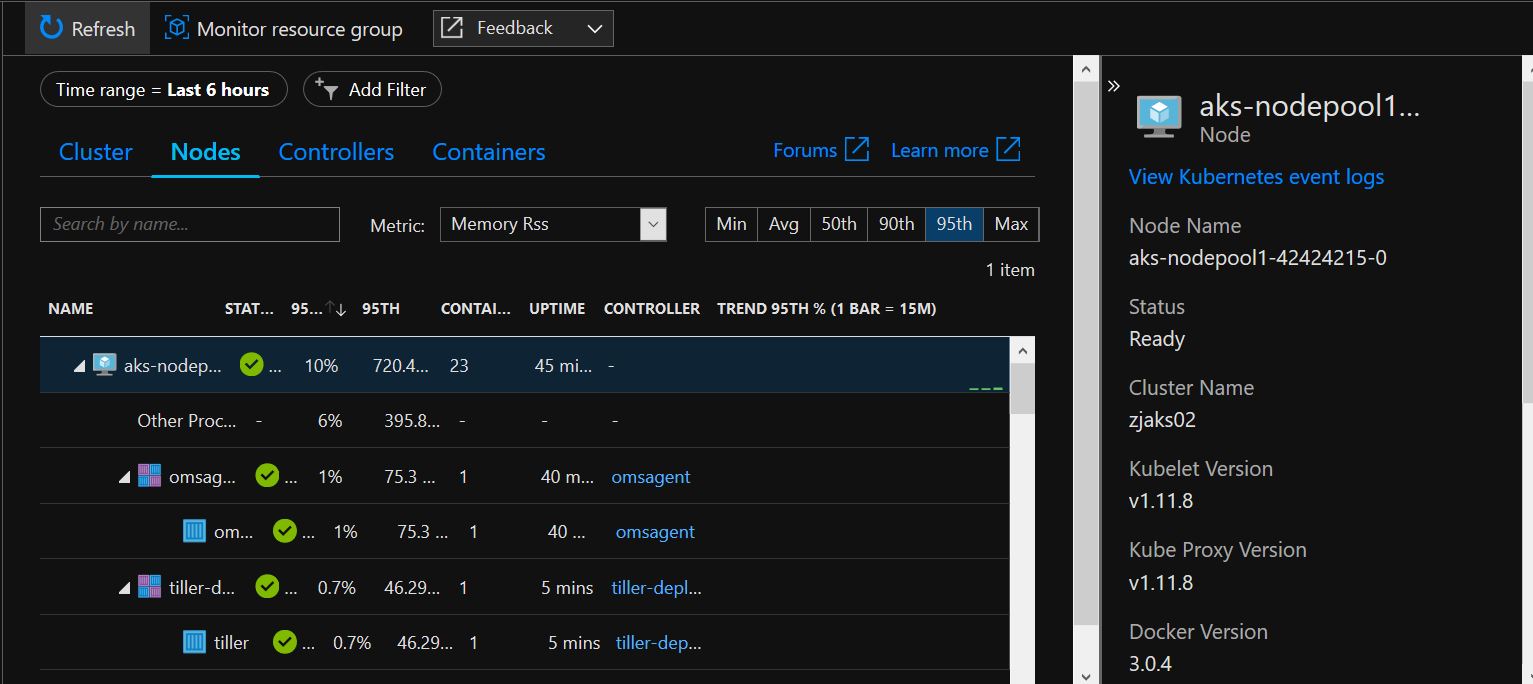 Refresh Monitor resource group Feedback
Time range = Last 6 hours Add Filter
Cluster Nodes Controllers Containers Forums Learn more
Search by name... Metric: Memory Rss Min Avg 50th 90th 95th Max
1 item
NAME STAT... 95... 95TH CONTAI... UPTIME CONTROLLER TREND 95TH % (1 BAR = 15M)
aks-nodep... ... 10% 720.4... 23 45 mi... -
Other Proc... - 6% 395.8... - - -
omsag... ... 1% 75.3 ... 1 40 m... omsagent
om... ... 1% 75.3 ... 1 40 ... omsagent
tiller-d... ... 0.7% 46.29... 1 5 mins tiller-depl...
tiller ... 0.7% 46.29... 1 5 mins tiller-dep...
aks-nodepool1...
Node
View Kubernetes event logs
Node Name
aks-nodepool1-42424215-0
Status
Ready
Cluster Name
zjaks02
Kubelet Version
v1.11.8
Kube Proxy Version
v1.11.8
Docker Version
3.0.4